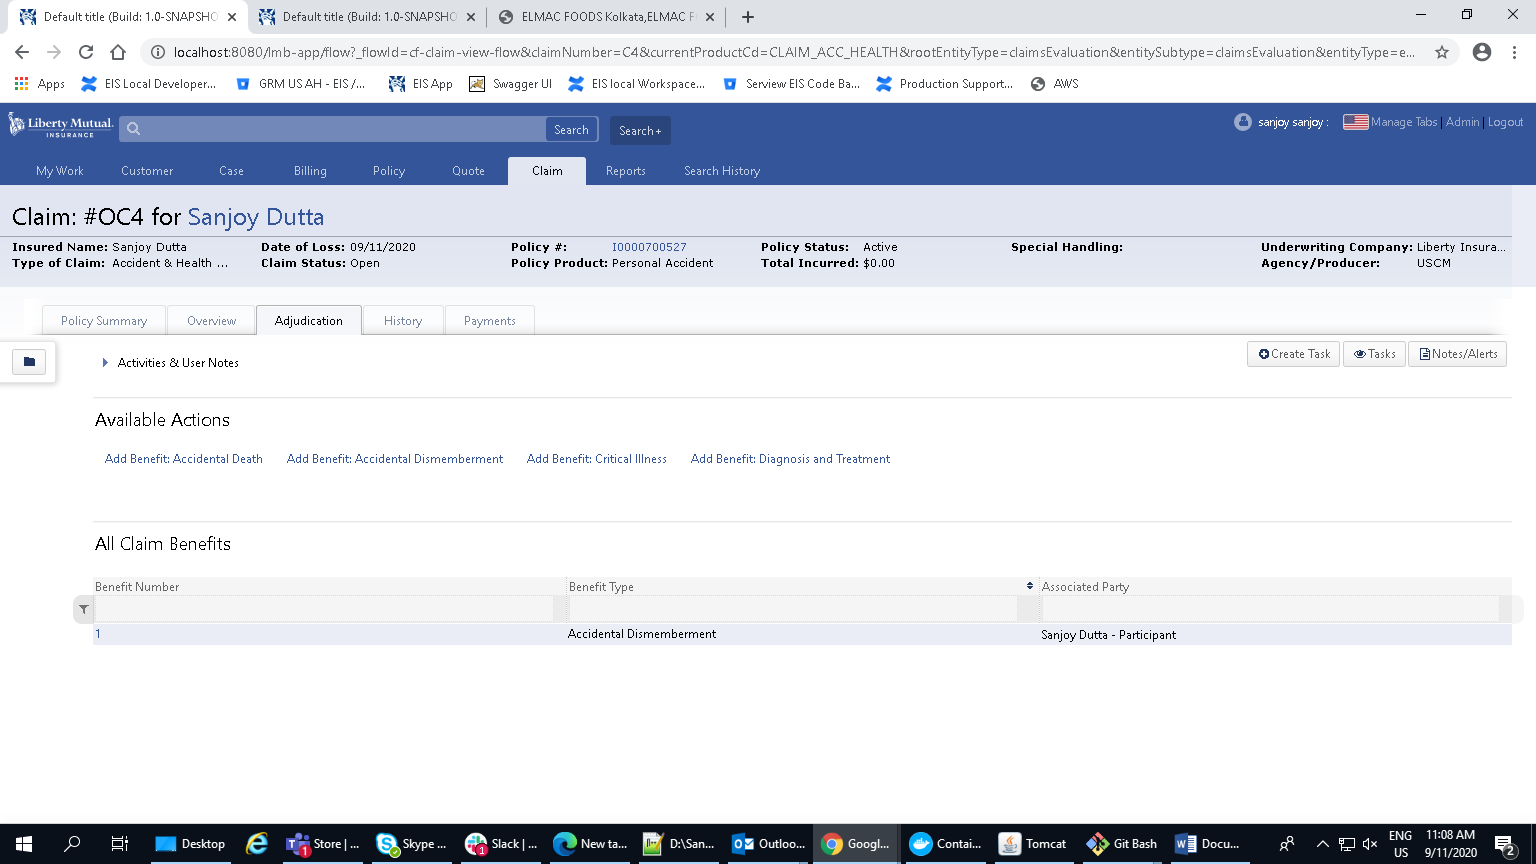 Default title (Build: 1.0-SNAPSHO
Default title (Build: 1.0-SNAPSHO
ELMAC FOODS Kolkata,ELMAC F
localhost:8080/lmb-app/flow?_flowId=cf-claim-view-flow&claimNumber=C4&currentProductCd=CLAIM_ACC_HEALTH&rootEntityType=claimsEvaluation&entitySubtype=claimsEvaluation&entityType=e...
Apps EIS Local Developer... GRM US AH - EIS /... EIS App Swagger UI EIS local Workspace... Serview EIS Code Ba... Production Support... AWS
Liberty Mutual.
INSURANCE
Search
Search+
sanjoy sanjoy :
Manage Tabs | Admin | Logout
My Work Customer Case Billing Policy Quote Claim Reports Search History
Claim: #OC4 for Sanjoy Dutta
Insured Name: Sanjoy Dutta Date of Loss: 09/11/2020 Policy #: I0000700527 Policy Status: Active Special Handling: Underwriting Company: Liberty Insura...
Type of Claim: Accident & Health ... Claim Status: Open Policy Product: Personal Accident Total Incurred: $0.00 Agency/Producer: USCM
Policy Summary Overview Adjudication History Payments
Activities & User Notes
Create Task Tasks Notes/Alerts
Available Actions
Add Benefit: Accidental Death Add Benefit: Accidental Dismemberment Add Benefit: Critical Illness Add Benefit: Diagnosis and Treatment
All Claim Benefits
Benefit Number Benefit Type Associated Party
1 Accidental Dismemberment Sanjoy Dutta - Participant
Desktop Store | ... Skype ... Slack | ... New ta... D:\San... Outloo... Googl... Contai... Tomcat Git Bash Docu...
1
1
ENG
US
11:08 AM
9/11/2020
2